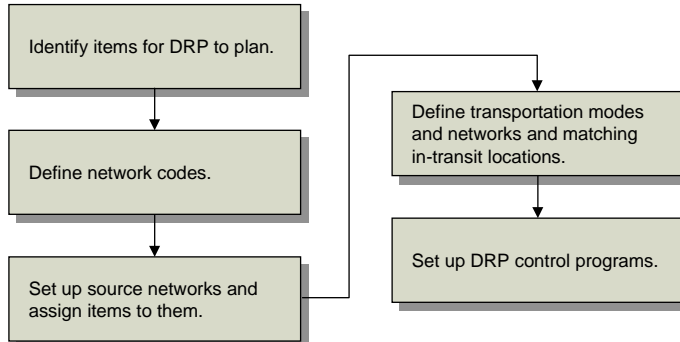 Identify items for DRP to plan.
Define network codes.
Set up source networks and
assign items to them.
Define transportation modes
and networks and matching
in-transit locations.
Set up DRP control programs.